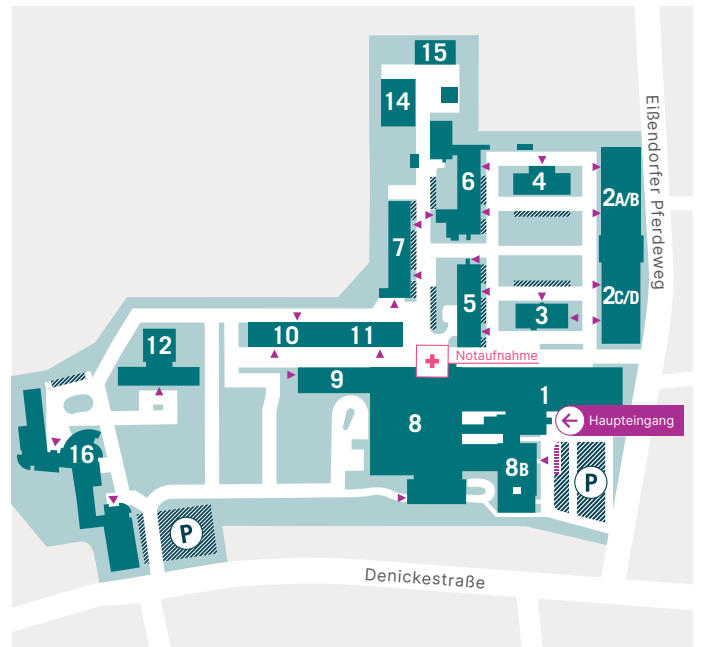 15
14
Eißendorfer Pferdeweg
6
4
2A/B
7
2C/D
5
3
10
11
12
Notaufnahme
9
1
8
Haupteingang
16
8B
P
P
Denickestraße